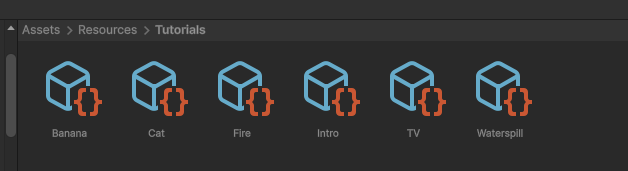 Assets > Resources > Tutorials
Banana Cat Fire Intro TV Waterspill